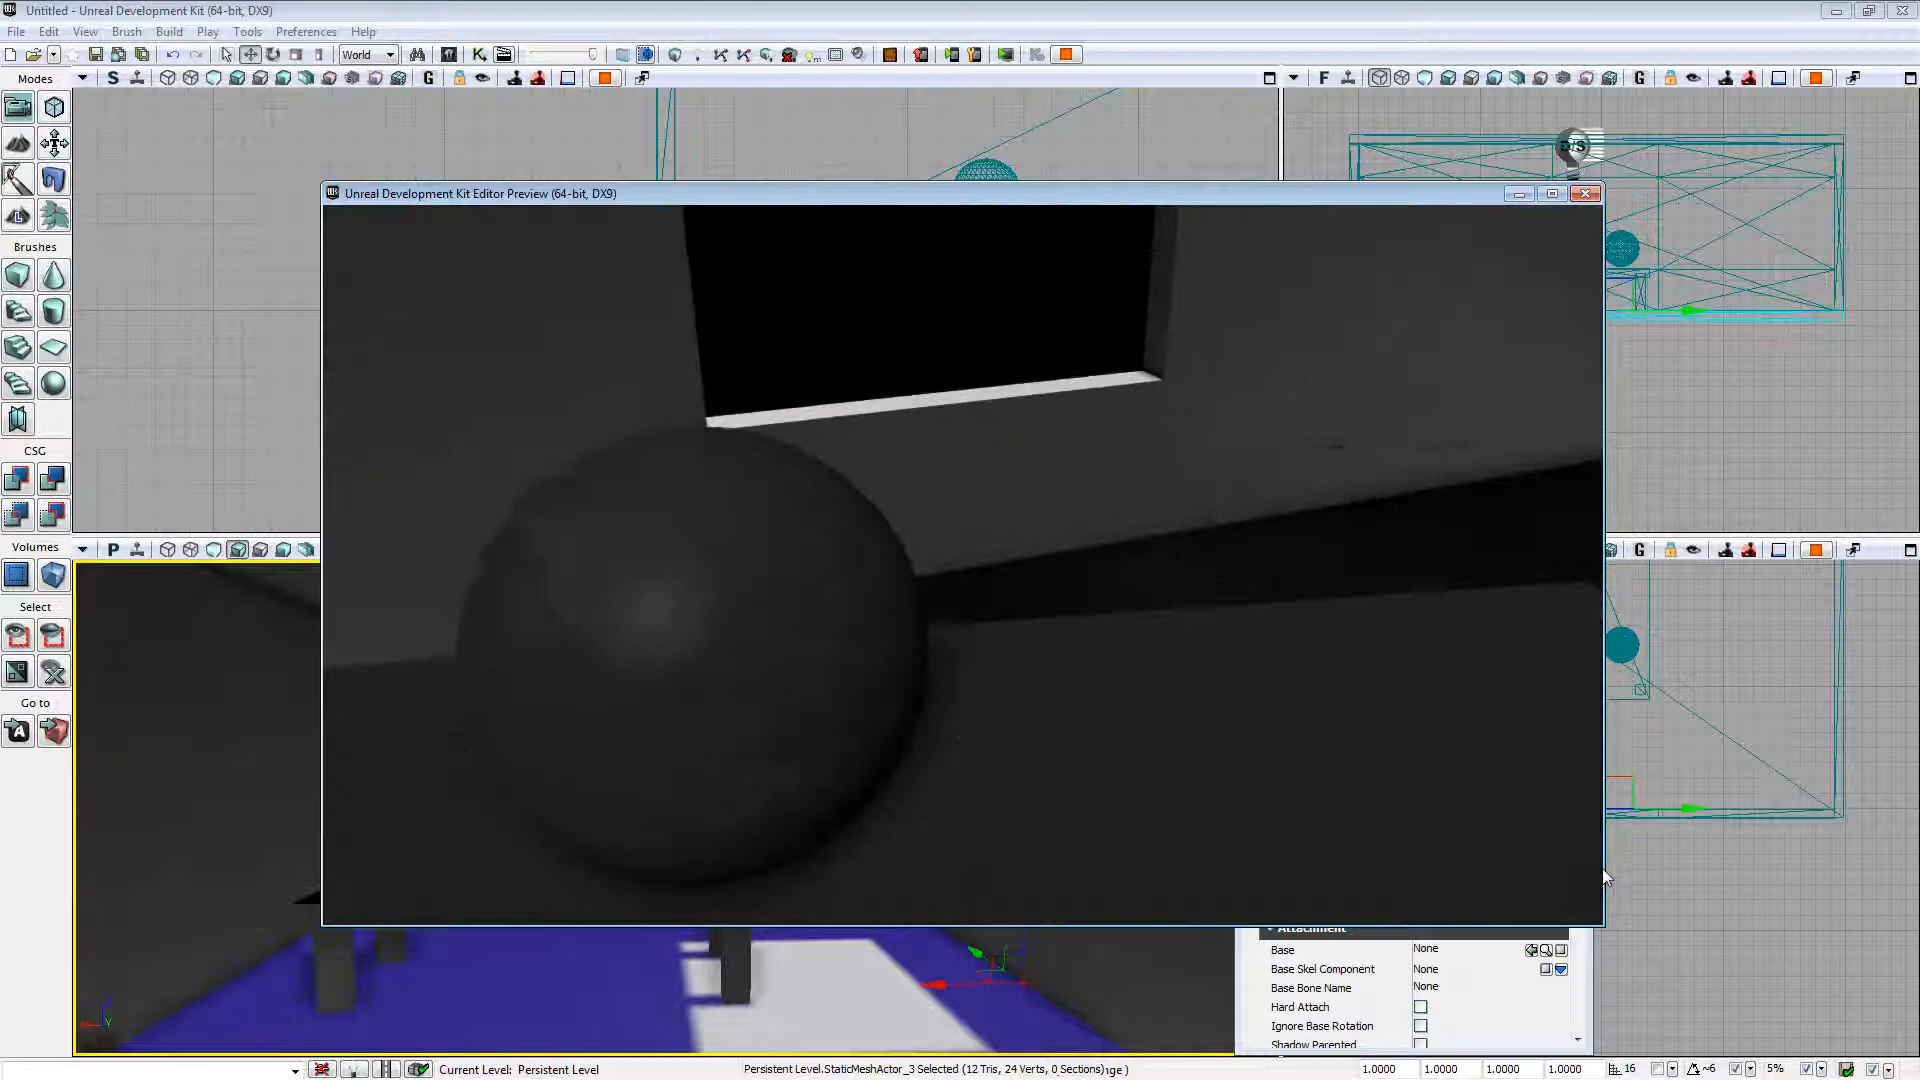 Untitled - Unreal Development Kit (64-bit, DX9)
File Edit View Brush Build Play Tools Preferences Help
World
Modes
S
G
F
G
D/S
Unreal Development Kit Editor Preview (64-bit, DX9)
L
Brushes
CSG
Volumes
P
G
Select
Go to
A
Attachment
Base None
Base Skel Component None
Base Bone Name None
Hard Attach
Ignore Base Rotation
Shadow Parented
Y
Current Level: Persistent Level
Persistent Level.StaticMeshActor_3 Selected (12 Tris, 24 Verts, 0 Sections)ge )
1.0000 1.0000 1.0000 1.0000
16
~6
5%